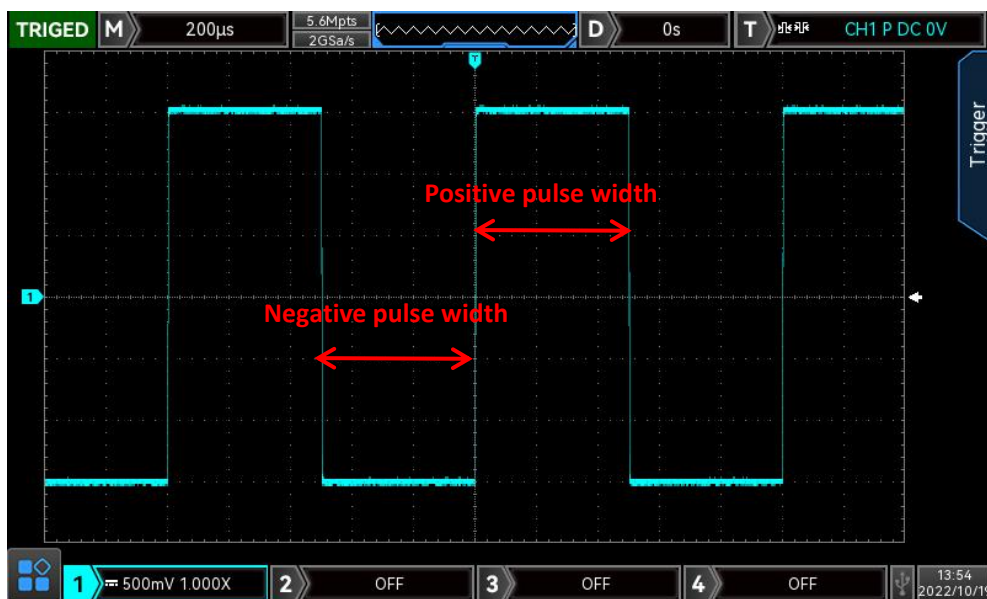 TRIGED M 200µs 5.6Mpts D 0s T CH1 P DC 0V
2GSa/s
T
Trigger
Positive pulse width
1
Negative pulse width
1 500mV 1.000X 2 OFF 3 OFF 4 OFF 13:54
2022/10/19